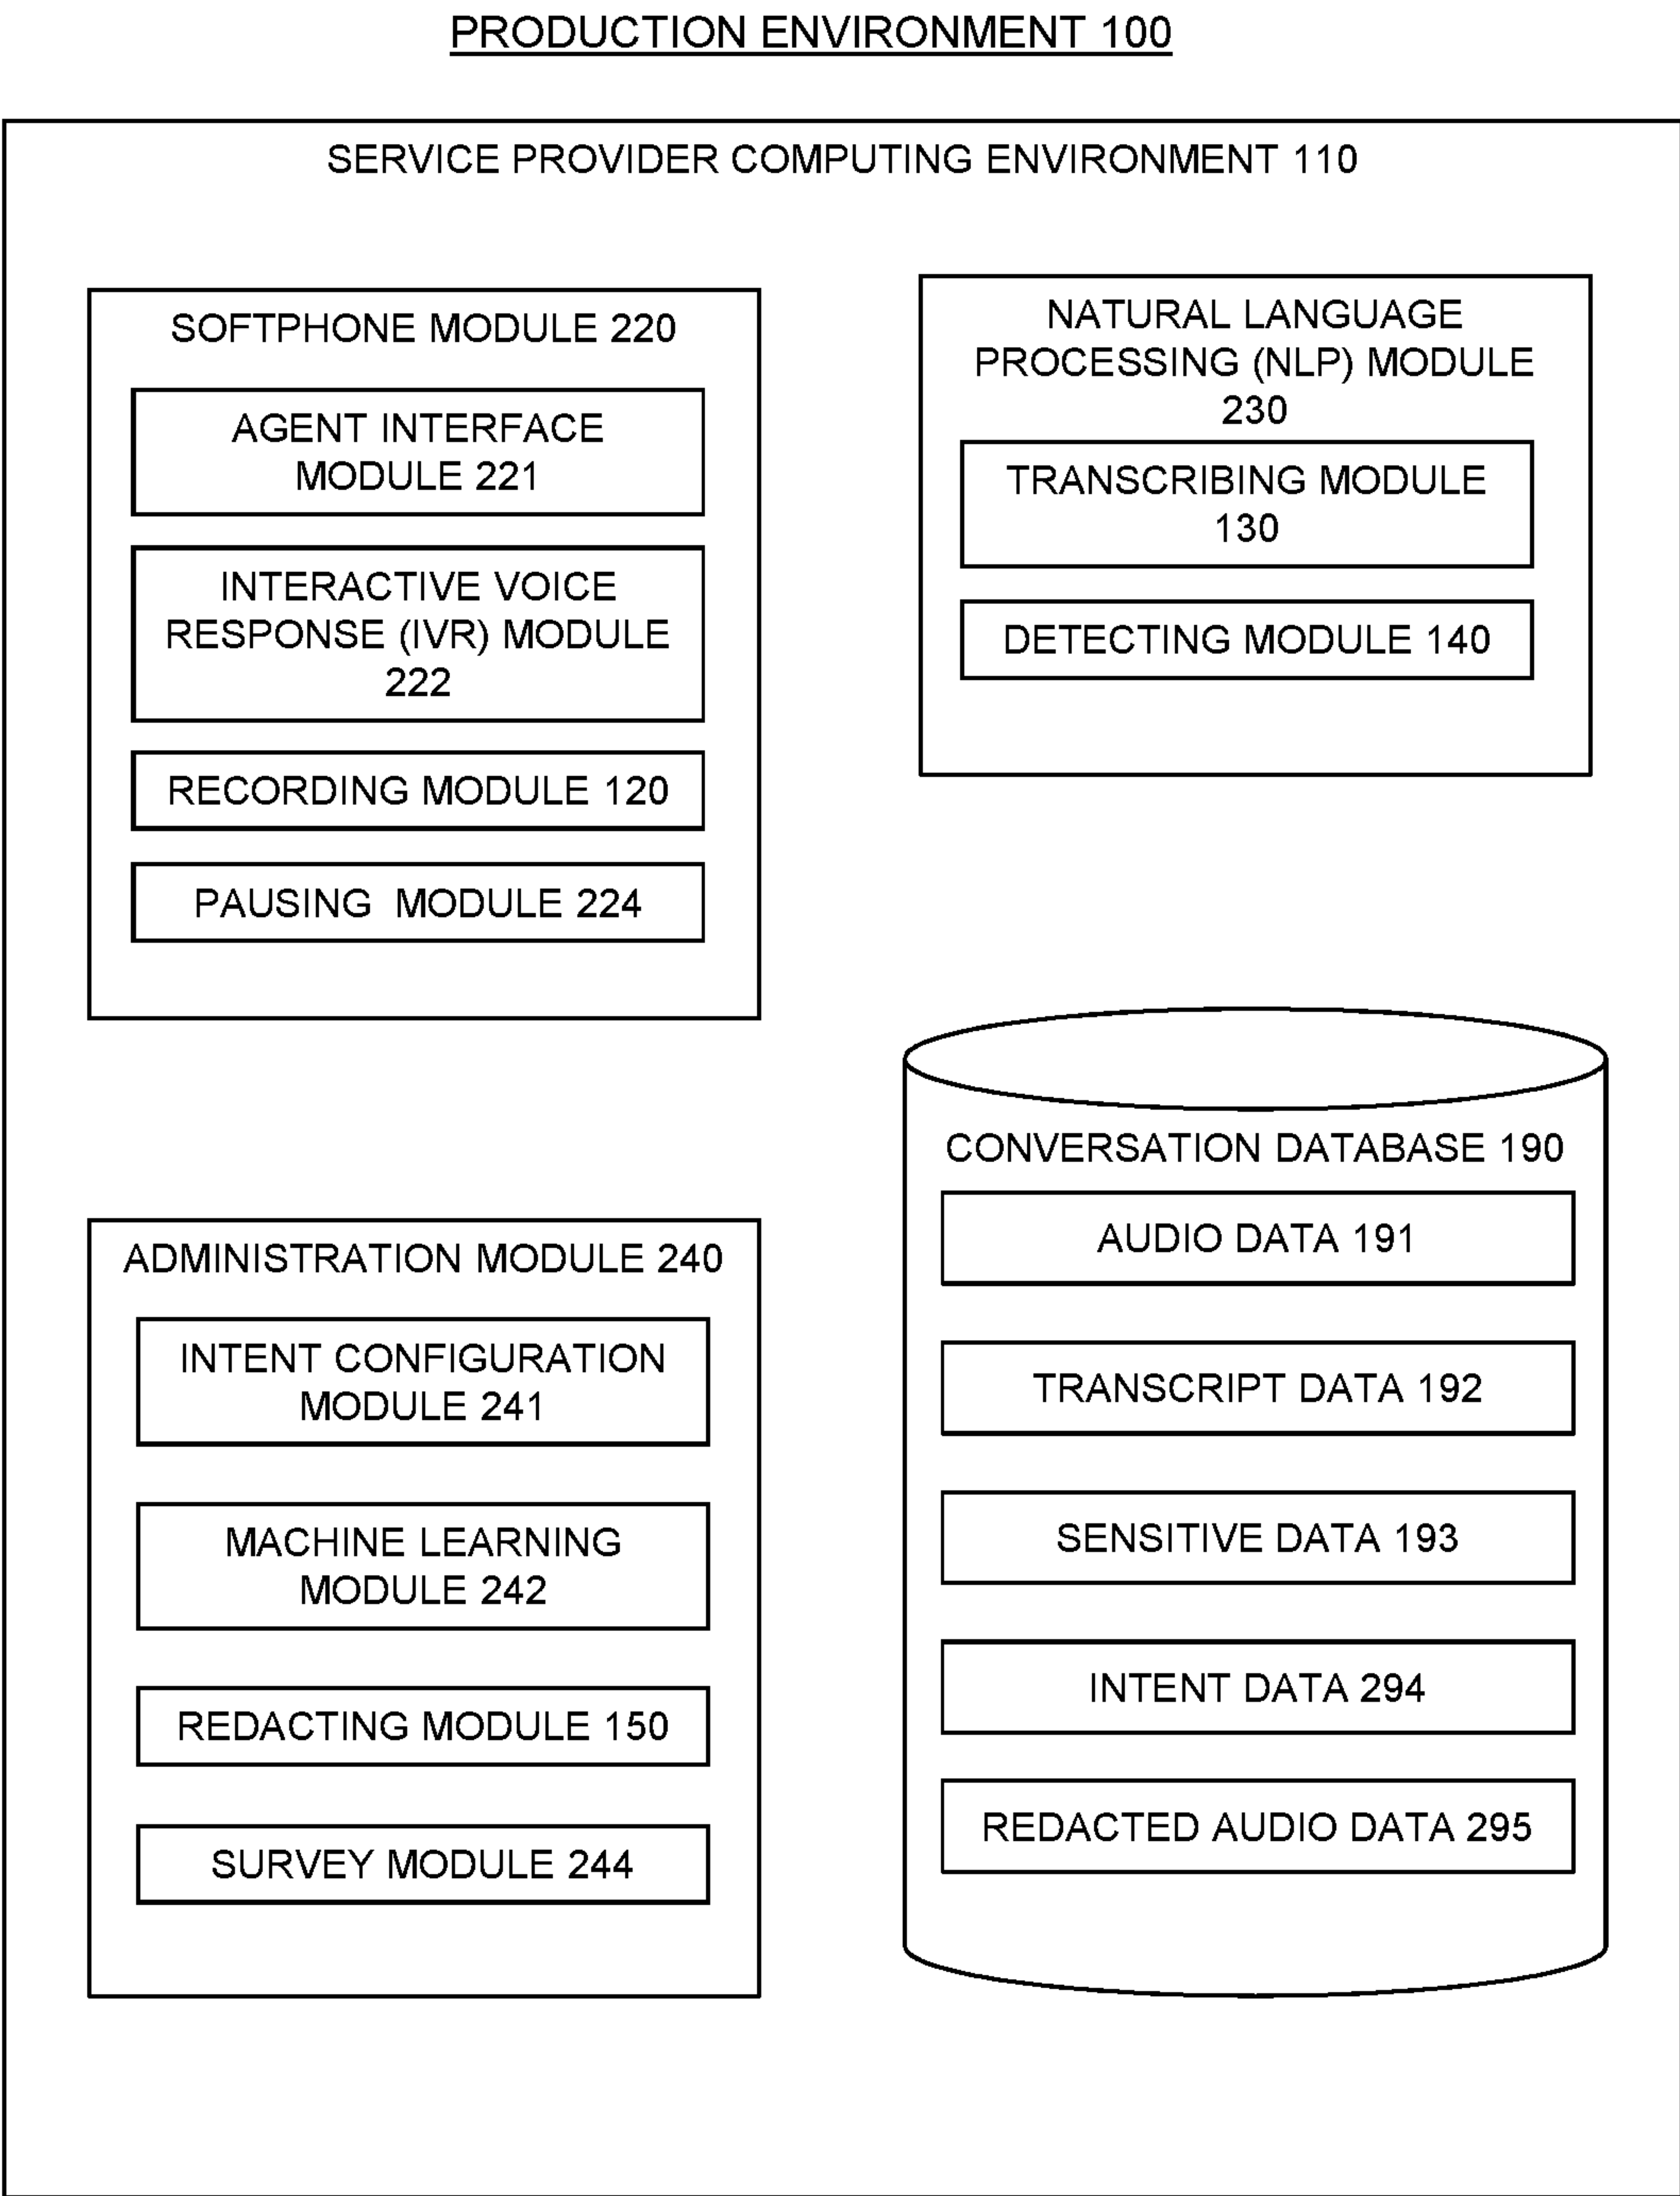 PRODUCTION ENVIRONMENT 100
SERVICE PROVIDER COMPUTING ENVIRONMENT 110
SOFTPHONE MODULE 220
AGENT INTERFACE
MODULE 221
INTERACTIVE VOICE
RESPONSE (IVR) MODULE
222
RECORDING MODULE 120
PAUSING MODULE 224
NATURAL LANGUAGE
PROCESSING (NLP) MODULE
230
TRANSCRIBING MODULE
130
DETECTING MODULE 140
ADMINISTRATION MODULE 240
INTENT CONFIGURATION
MODULE 241
MACHINE LEARNING
MODULE 242
REDACTING MODULE 150
SURVEY MODULE 244
CONVERSATION DATABASE 190
AUDIO DATA 191
TRANSCRIPT DATA 192
SENSITIVE DATA 193
INTENT DATA 294
REDACTED AUDIO DATA 295